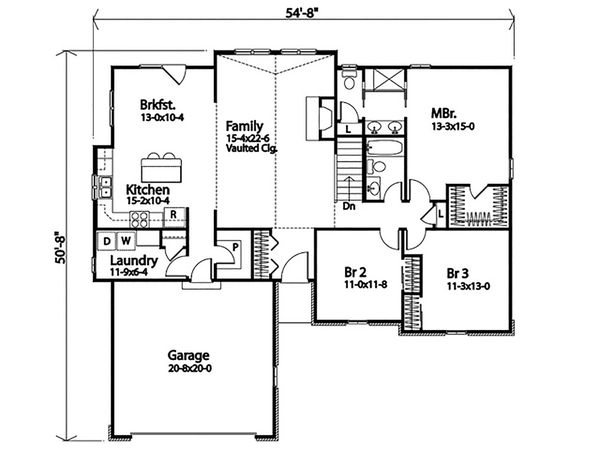 54'-8"
50'-8"
Brkfst.
13-0x10-4
Family
15-4x22-6
Vaulted Clg.
MBr.
13-3x15-0
L
Kitchen
15-2x10-4
R
Dn
L
D W
Laundry
11-9x6-4
P
Br 2
11-0x11-8
Br 3
11-3x13-0
Garage
20-8x20-0